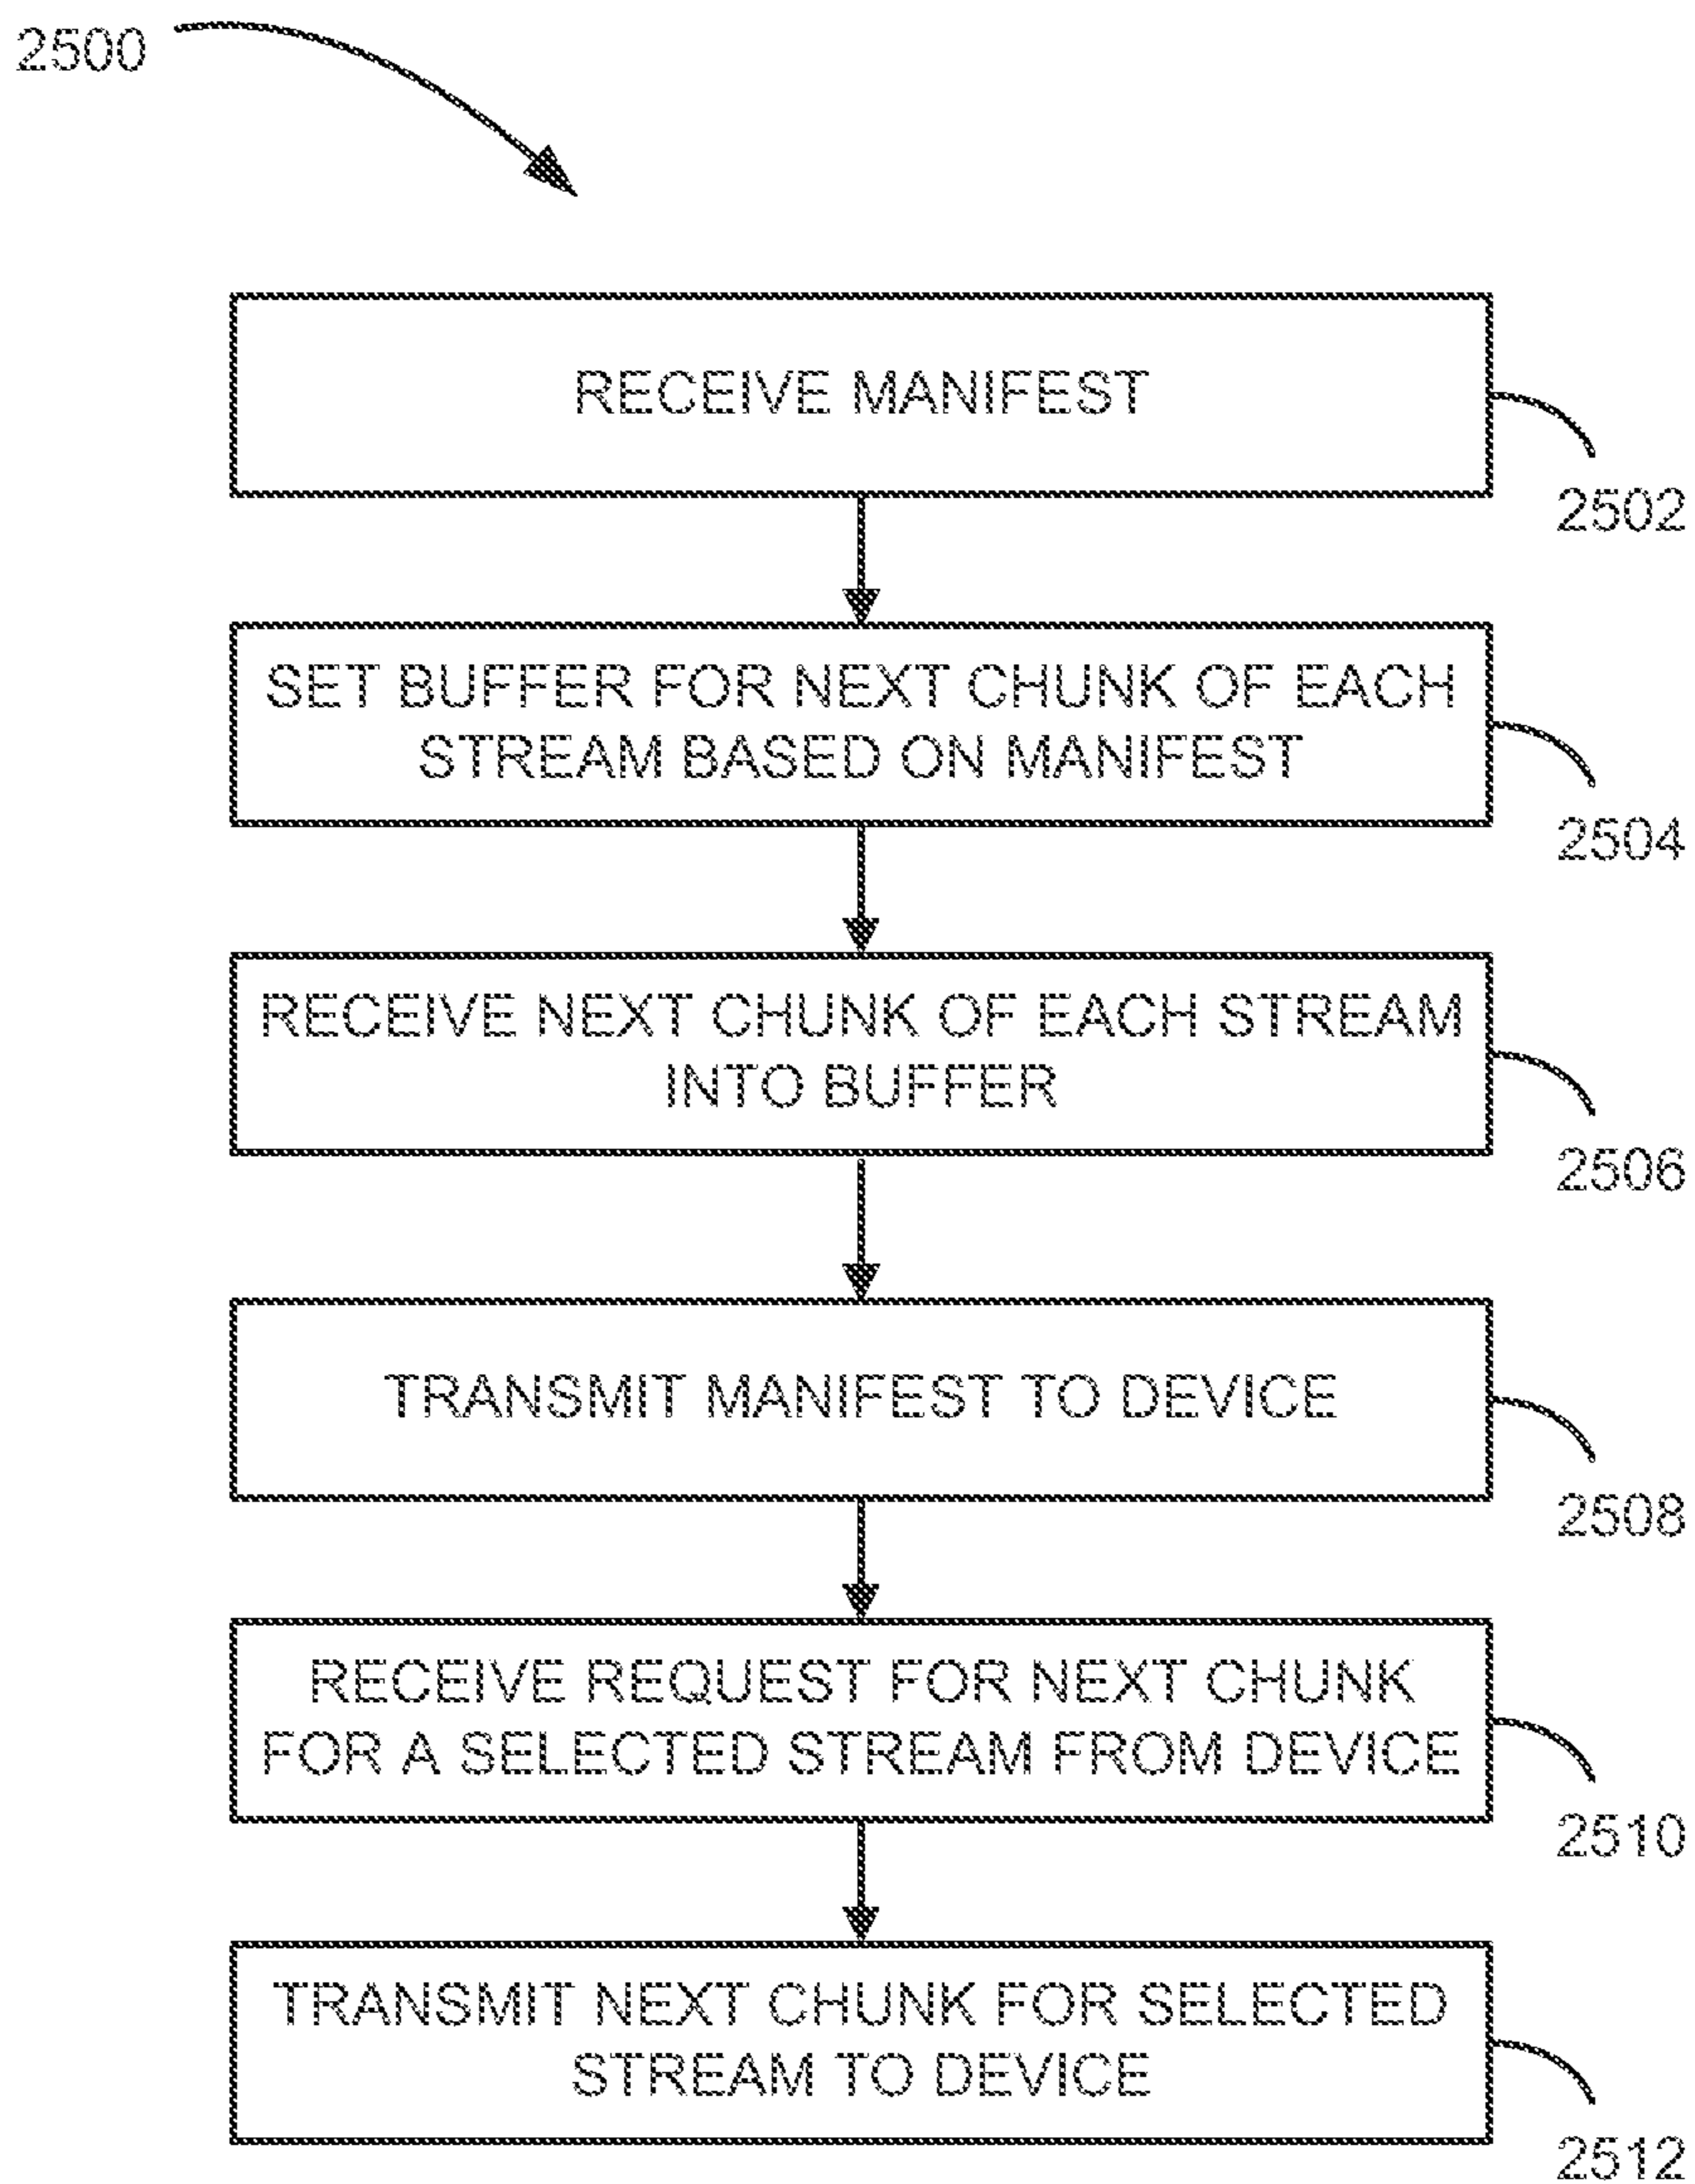 2500
RECEIVE MANIFEST
2502
SET BUFFER FOR NEXT CHUNK OF EACH
STREAM BASED ON MANIFEST
2504
RECEIVE NEXT CHUNK OF EACH STREAM
INTO BUFFER
2506
TRANSMIT MANIFEST TO DEVICE
2508
RECEIVE REQUEST FOR NEXT CHUNK
FOR A SELECTED STREAM FROM DEVICE
2510
TRANSMIT NEXT CHUNK FOR SELECTED
STREAM TO DEVICE
2512